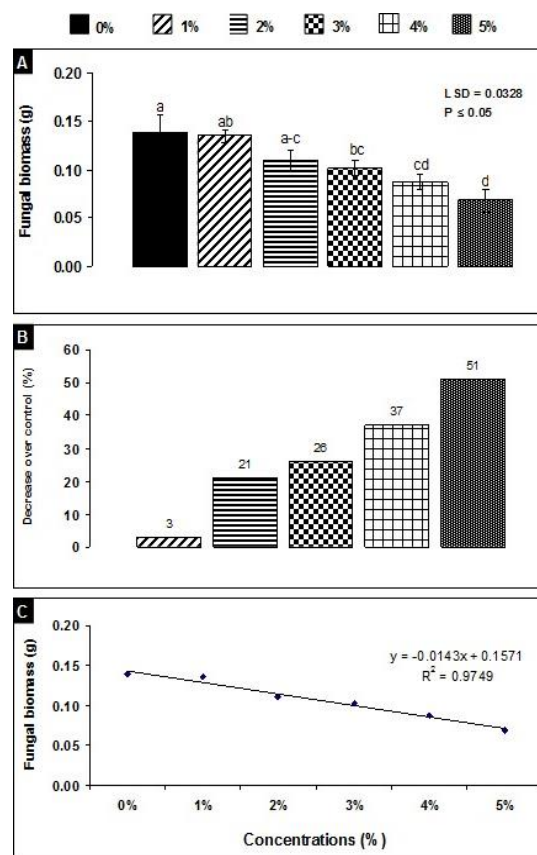 0% 1% 2% 3% 4% 5%
A
Fungal biomass (g)
0.20
0.15
0.10
0.05
0.00
a ab a-c bc cd d
LSD = 0.0328
P ≤ 0.05
B
Decrease over control (%)
60
50
40
30
20
10
0
3 21 26 37 51
C
Fungal biomass (g)
0.20
0.15
0.10
0.05
0.00
y = -0.0143x + 0.1571
R² = 0.9749
0% 1% 2% 3% 4% 5%
Concentrations (%)